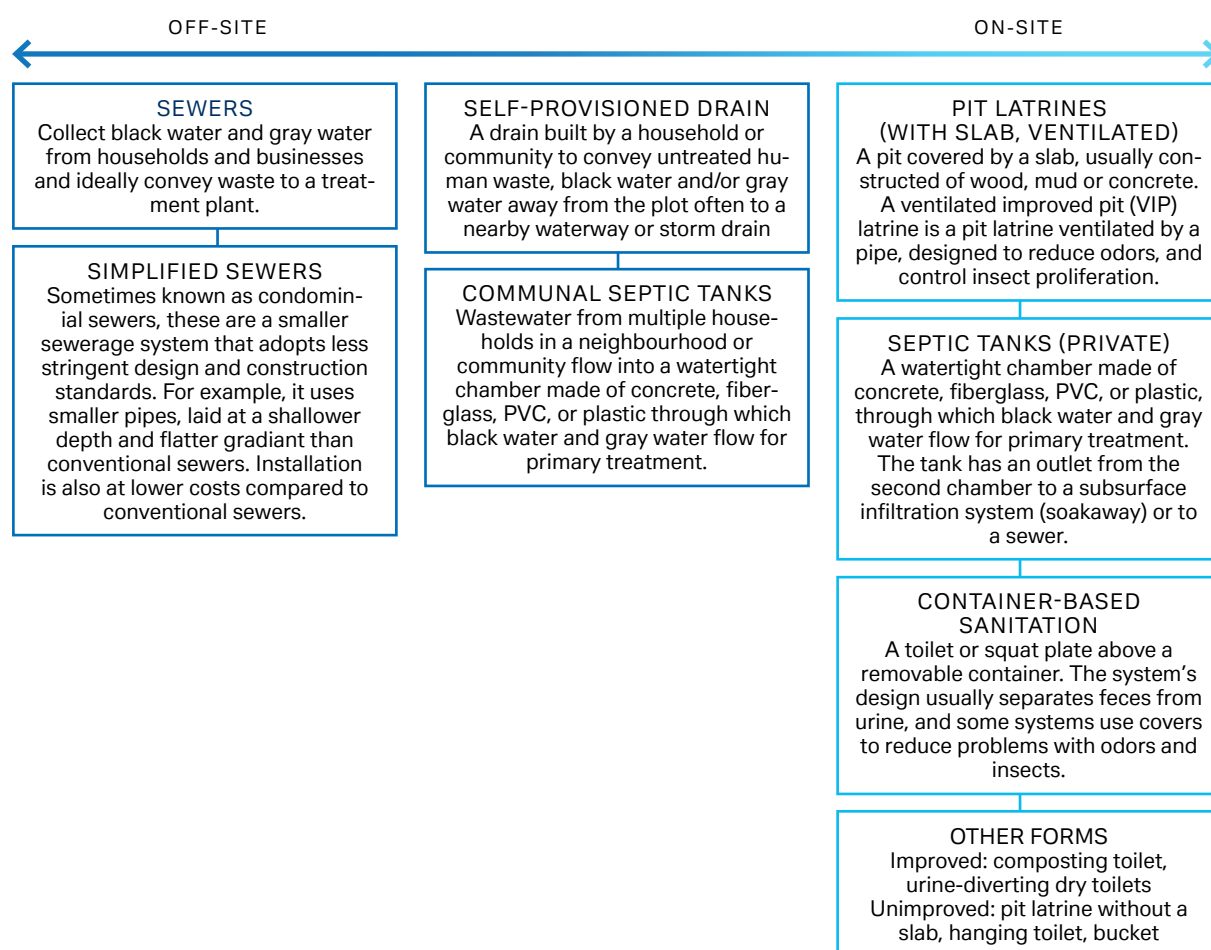 OFF-SITE
ON-SITE
SEWERS
Collect black water and gray water
from households and businesses
and ideally convey waste to a treat-
ment plant.
SIMPLIFIED SEWERS
Sometimes known as condomin-
ial sewers, these are a smaller
sewerage system that adopts less
stringent design and construction
standards. For example, it uses
smaller pipes, laid at a shallower
depth and flatter gradiant than
conventional sewers. Installation
is also at lower costs compared to
conventional sewers.
SELF-PROVISIONED DRAIN
A drain built by a household or
community to convey untreated hu-
man waste, black water and/or gray
water away from the plot often to a
nearby waterway or storm drain
COMMUNAL SEPTIC TANKS
Wastewater from multiple house-
holds in a neighbourhood or
community flow into a watertight
chamber made of concrete, fiber-
glass, PVC, or plastic through which
black water and gray water flow for
primary treatment.
PIT LATRINES
(WITH SLAB, VENTILATED)
A pit covered by a slab, usually con-
structed of wood, mud or concrete.
A ventilated improved pit (VIP)
latrine is a pit latrine ventilated by a
pipe, designed to reduce odors, and
control insect proliferation.
SEPTIC TANKS (PRIVATE)
A watertight chamber made of
concrete, fiberglass, PVC, or plastic,
through which black water and gray
water flow for primary treatment.
The tank has an outlet from the
second chamber to a subsurface
infiltration system (soakaway) or to
a sewer.
CONTAINER-BASED
SANITATION
A toilet or squat plate above a
removable container. The system's
design usually separates feces from
urine, and some systems use covers
to reduce problems with odors and
insects.
OTHER FORMS
Improved: composting toilet,
urine-diverting dry toilets
Unimproved: pit latrine without a
slab, hanging toilet, bucket